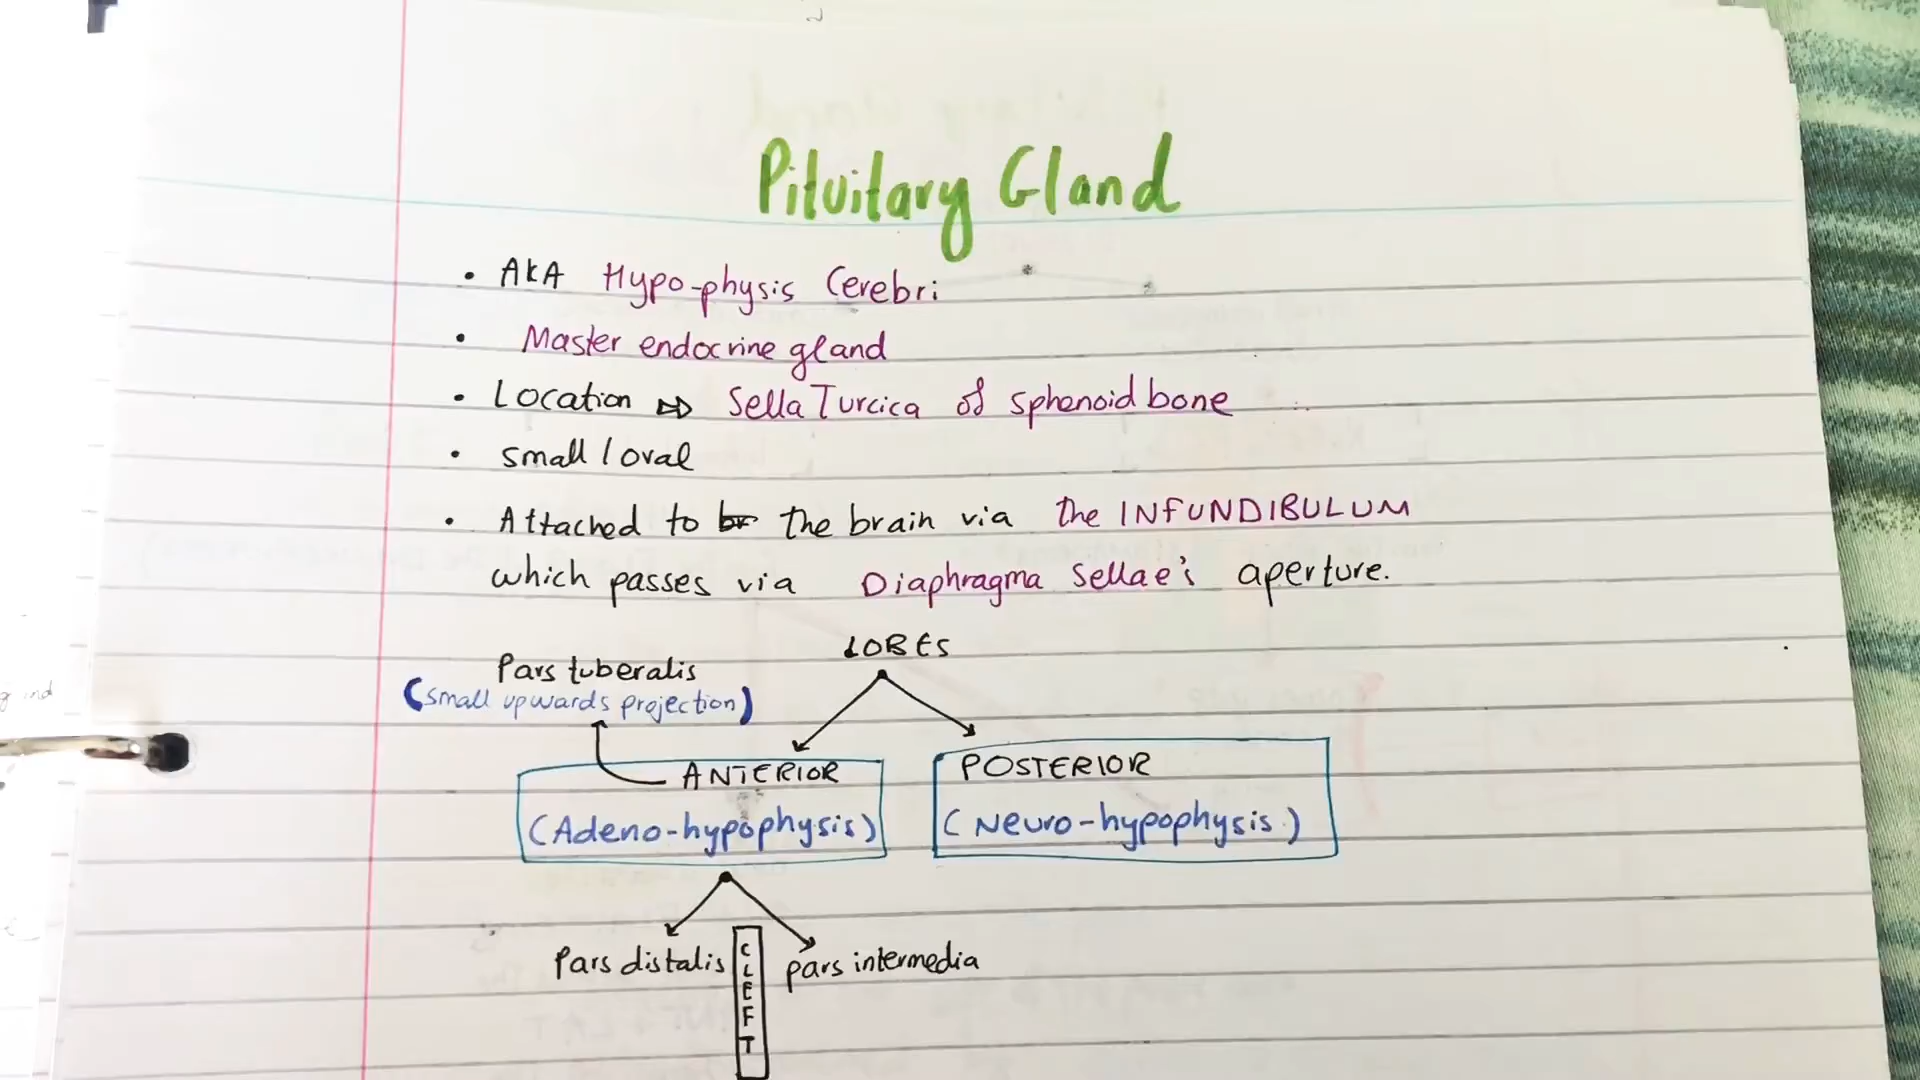 Pituitary Gland
• AKA Hypo-physis Cerebri
• Master endocrine gland
• Location ▷▷ Sella Turcica of sphenoid bone
• small / oval
• Attached to br the brain via the INFUNDIBULUM
which passes via Diaphragma Sellae's aperture.
LOBES
Pars tuberalis
(small upwards projection)
ANTERIOR
(Adeno-hypophysis)
POSTERIOR
(Neuro-hypophysis)
Pars distalis
CLEFT
pars intermedia